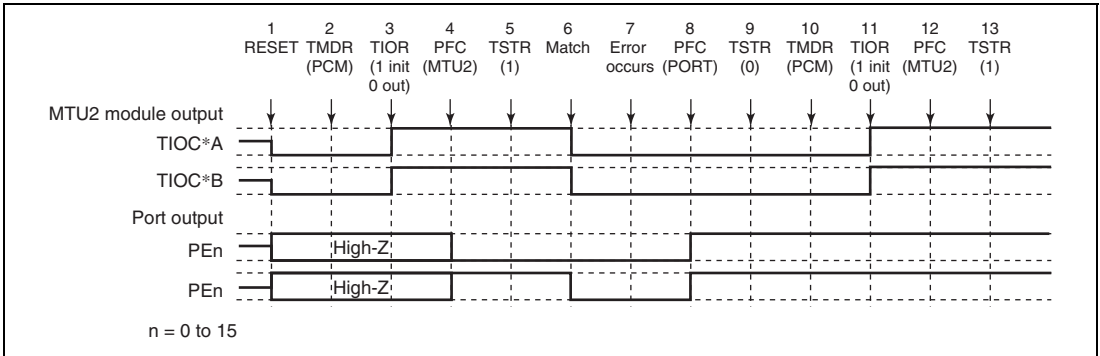 1 2 3 4 5 6 7 8 9 10 11 12 13
RESET TMDR TIOR PFC TSTR Match Error PFC TSTR TMDR TIOR PFC TSTR
(PCM) (1 init (MTU2) (1) occurs (PORT) (0) (PCM) (1 init (MTU2) (1)
0 out) 0 out)
MTU2 module output
TIOC*A
TIOC*B
Port output
PEn High-Z
PEn High-Z
n = 0 to 15